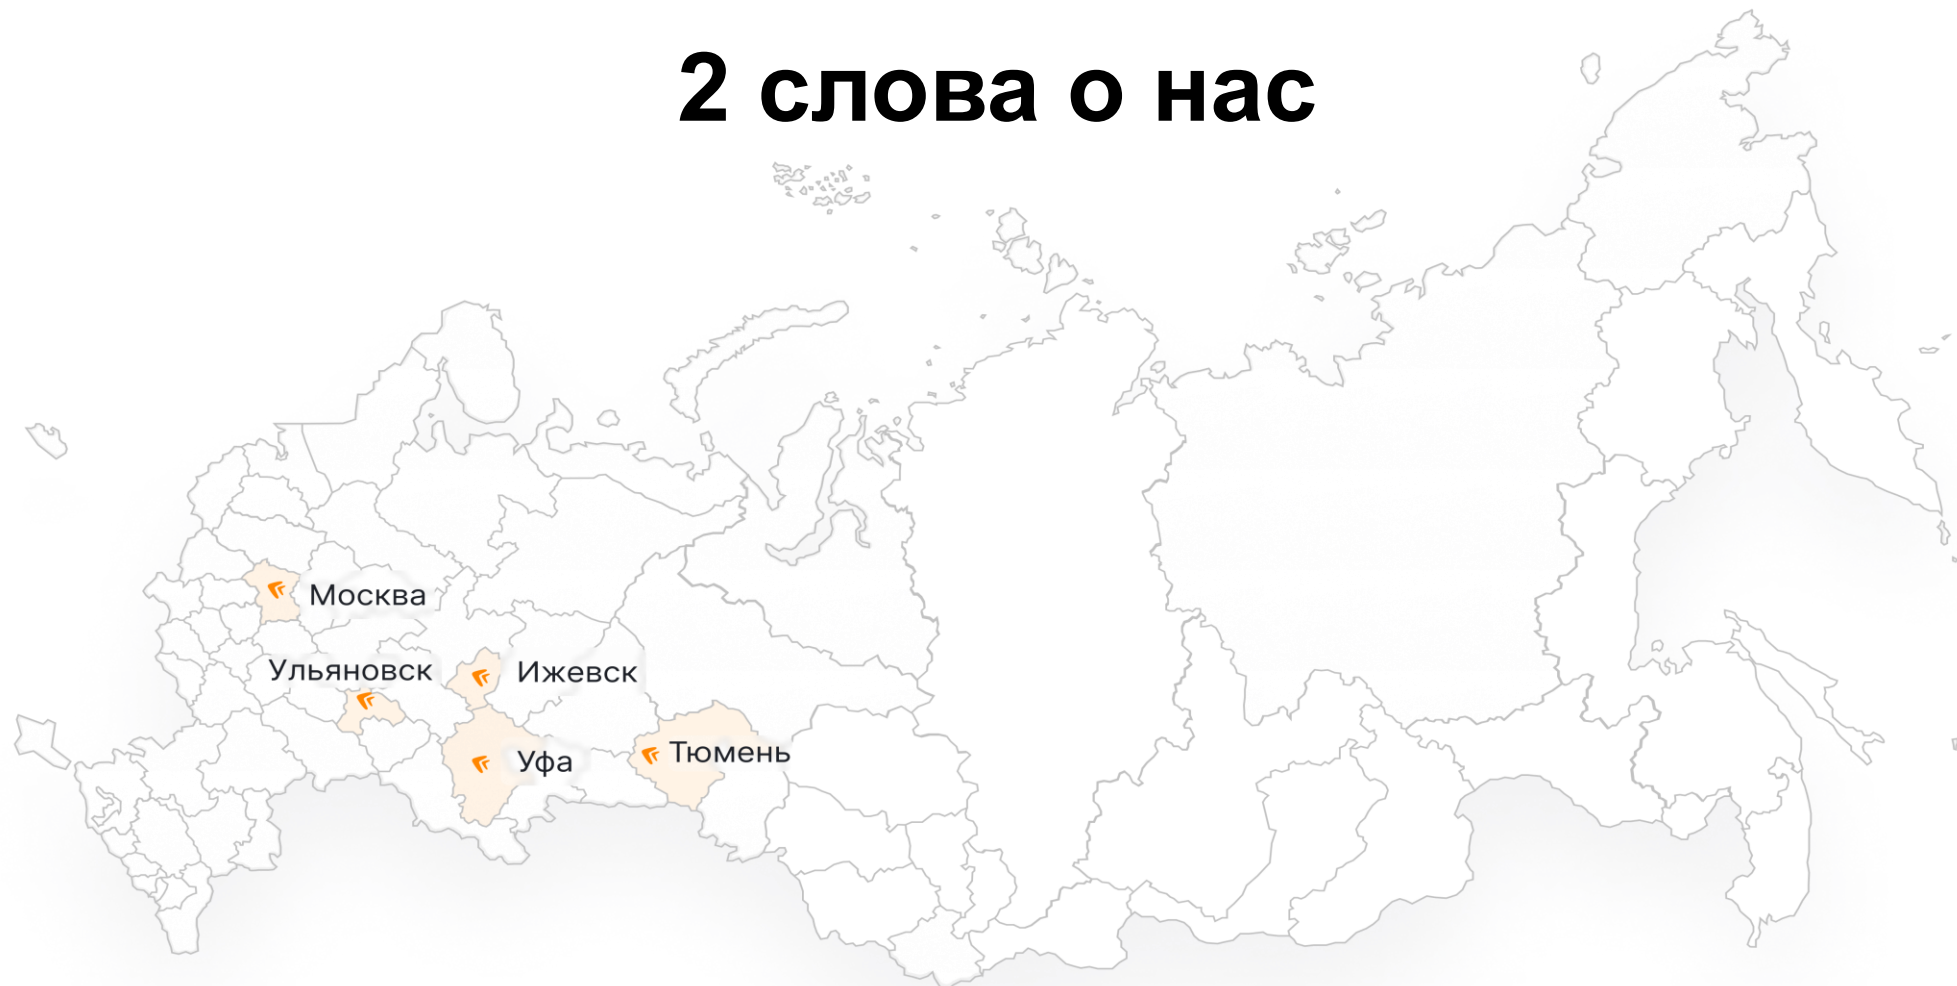 2 слова о нас
Москва
Ульяновск
Ижевск
Уфа
Тюмень